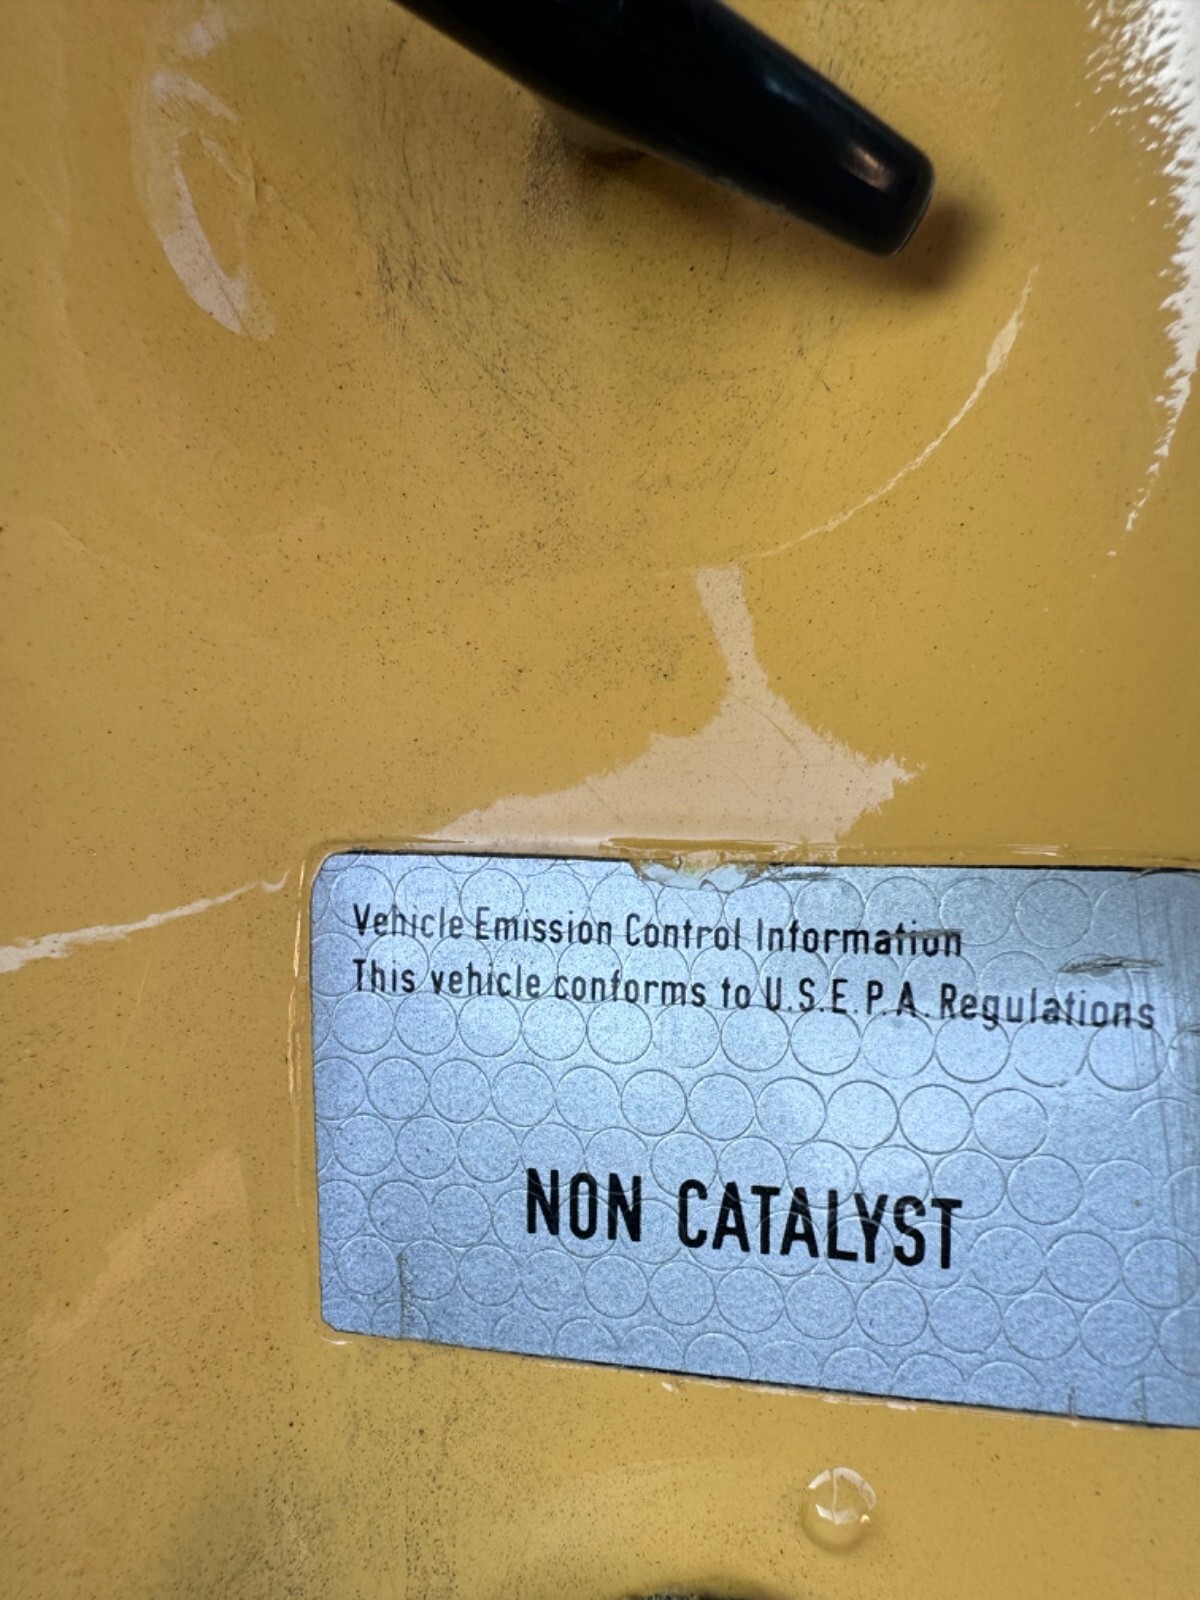 Vehicle Emission Control Information
This vehicle conforms to U.S.E.P.A. Regulations
NON CATALYST